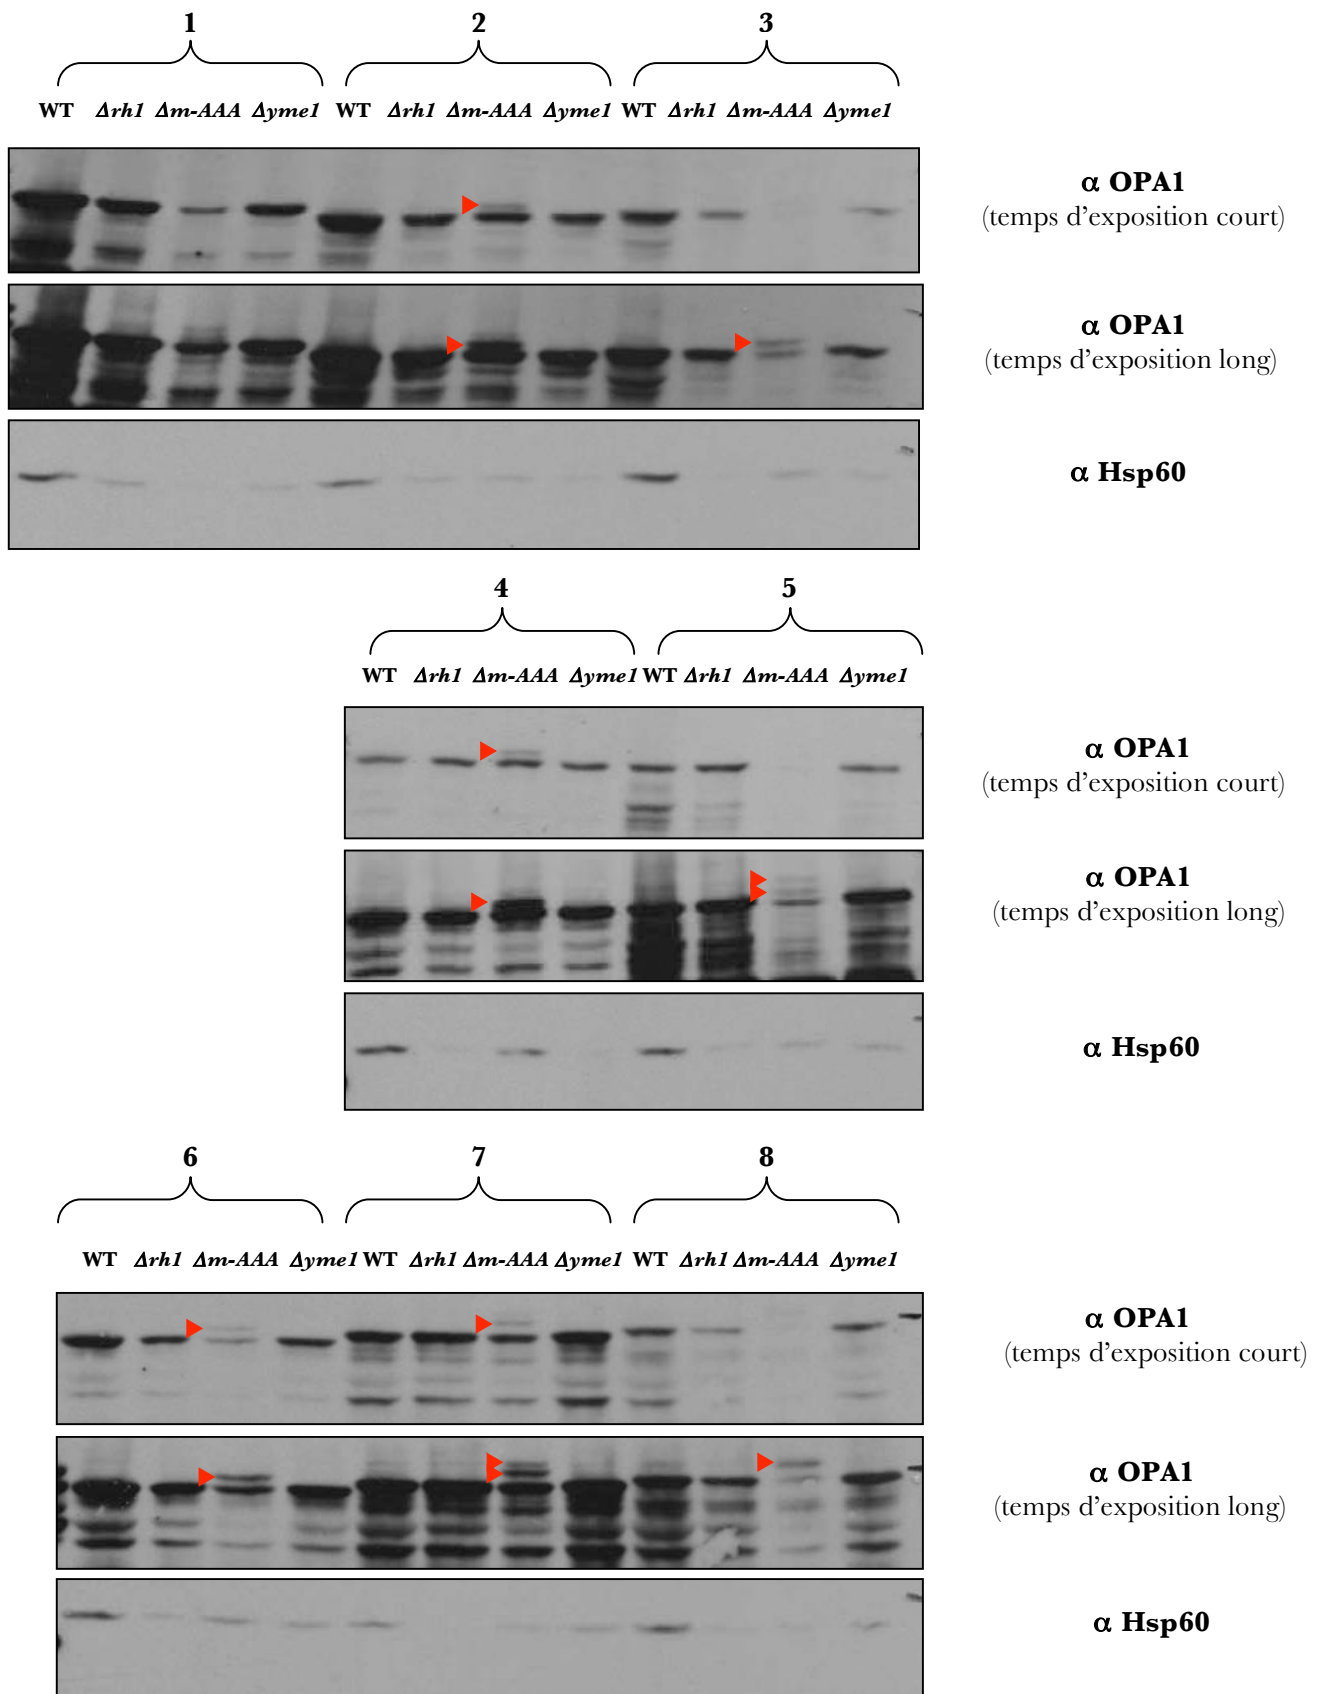 1 2 3
WT Δrh1 Δm-AAA Δyme1 WT Δrh1 Δm-AAA Δyme1 WT Δrh1 Δm-AAA Δyme1
α OPA1
(temps d’exposition court)
α OPA1
(temps d’exposition long)
α Hsp60
4 5
WT Δrh1 Δm-AAA Δyme1 WT Δrh1 Δm-AAA Δyme1
α OPA1
(temps d’exposition court)
α OPA1
(temps d’exposition long)
α Hsp60
6 7 8
WT Δrh1 Δm-AAA Δyme1 WT Δrh1 Δm-AAA Δyme1 WT Δrh1 Δm-AAA Δyme1
α OPA1
(temps d’exposition court)
α OPA1
(temps d’exposition long)
α Hsp60